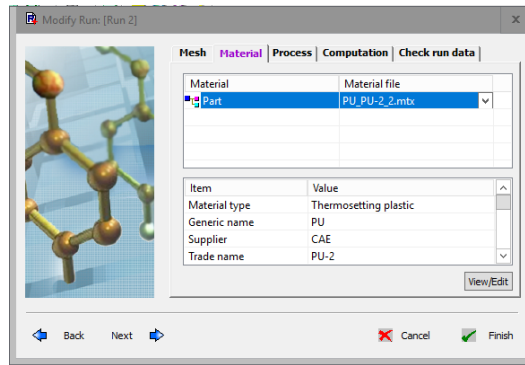 Modify Run: [Run 2]
x
Mesh Material Process Computation Check run data
Material Material file
Part PU_PU-2_2.mtx
Item Value
Material type Thermosetting plastic
Generic name PU
Supplier CAE
Trade name PU-2
View/Edit
Back Next Cancel Finish